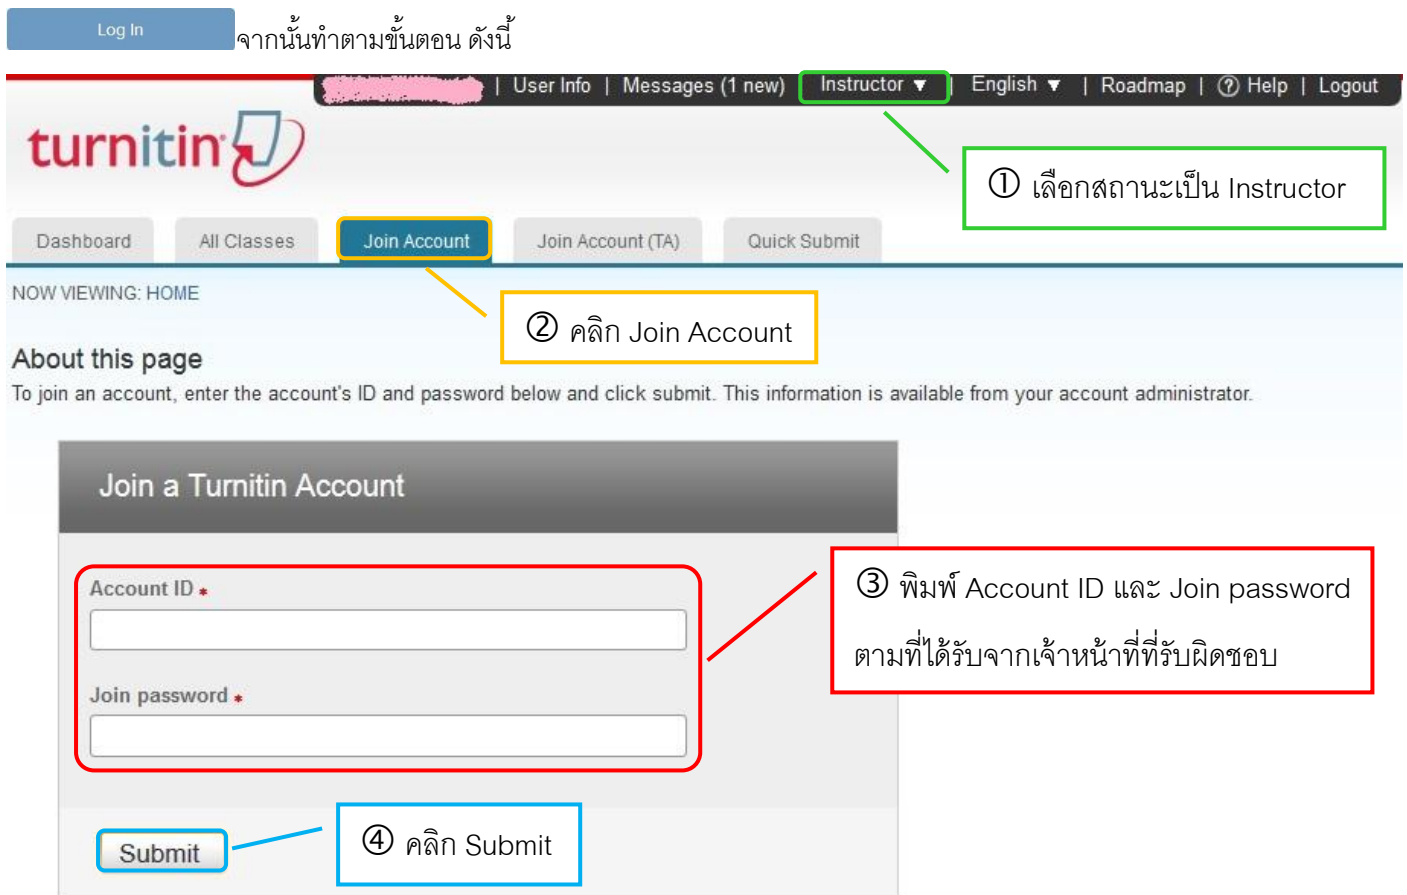 Log In จากนั้นทำตามขั้นตอน ดังนี้
| User Info | Messages (1 new) | Instructor ▼ | English ▼ | Roadmap | ? Help | Logout
turnitin
① เลือกสถานะเป็น Instructor
Dashboard All Classes Join Account Join Account (TA) Quick Submit
NOW VIEWING: HOME
② คลิก Join Account
About this page
To join an account, enter the account's ID and password below and click submit. This information is available from your account administrator.
Join a Turnitin Account
Account ID *
③ พิมพ์ Account ID และ Join password
ตามที่ได้รับจากเจ้าหน้าที่ที่รับผิดชอบ
Join password *
④ คลิก Submit
Submit